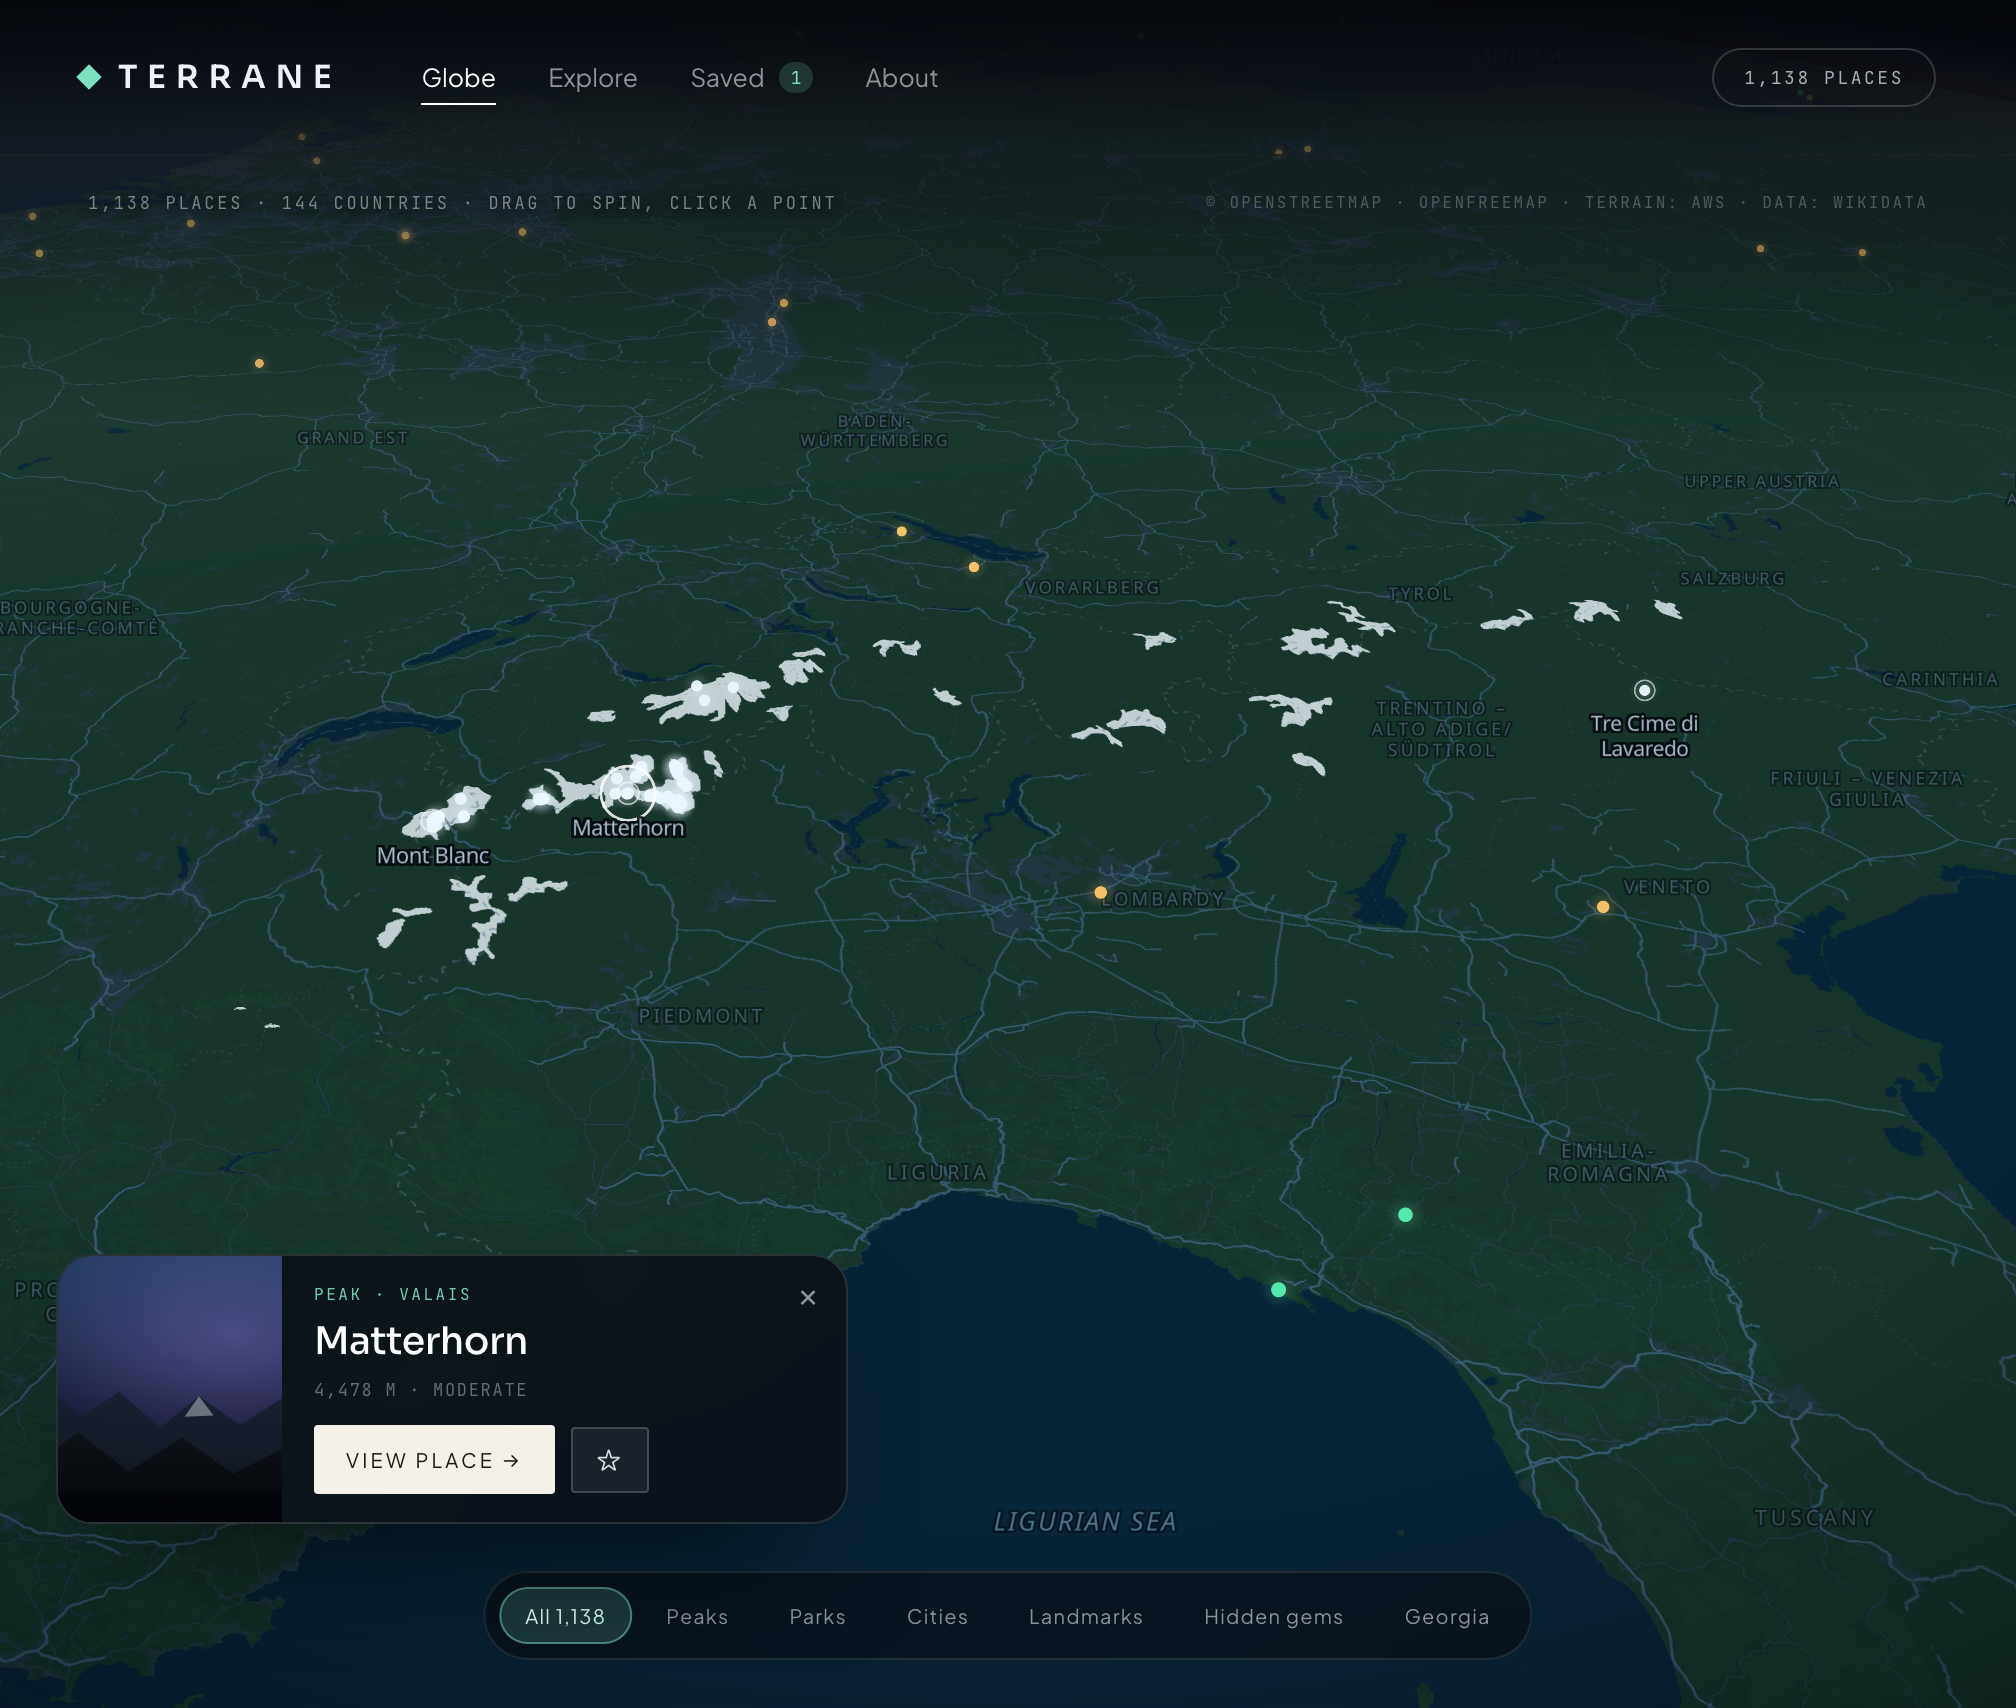 TERRANE
Globe
Explore
Saved 1
About
1,138 PLACES
1,138 PLACES · 144 COUNTRIES · DRAG TO SPIN, CLICK A POINT
© OPENSTREETMAP · OPENFREEMAP · TERRAIN: AWS · DATA: WIKIDATA
GRAND EST
BADEN-
WÜRTTEMBERG
UPPER AUSTRIA
VORARLBERG
TYROL
SALZBURG
BOURGOGNE-
RANCHE-COMTÉ
CARINTHIA
TRENTINO –
ALTO ADIGE/
SÜDTIROL
Tre Cime di
Lavaredo
FRIULI – VENEZIA
GIULIA
Matterhorn
Mont Blanc
LOMBARDY
VENETO
PIEDMONT
LIGURIA
EMILIA-
ROMAGNA
PEAK · VALAIS
Matterhorn
4,478 M · MODERATE
VIEW PLACE →
LIGURIAN SEA
TUSCANY
All 1,138
Peaks
Parks
Cities
Landmarks
Hidden gems
Georgia